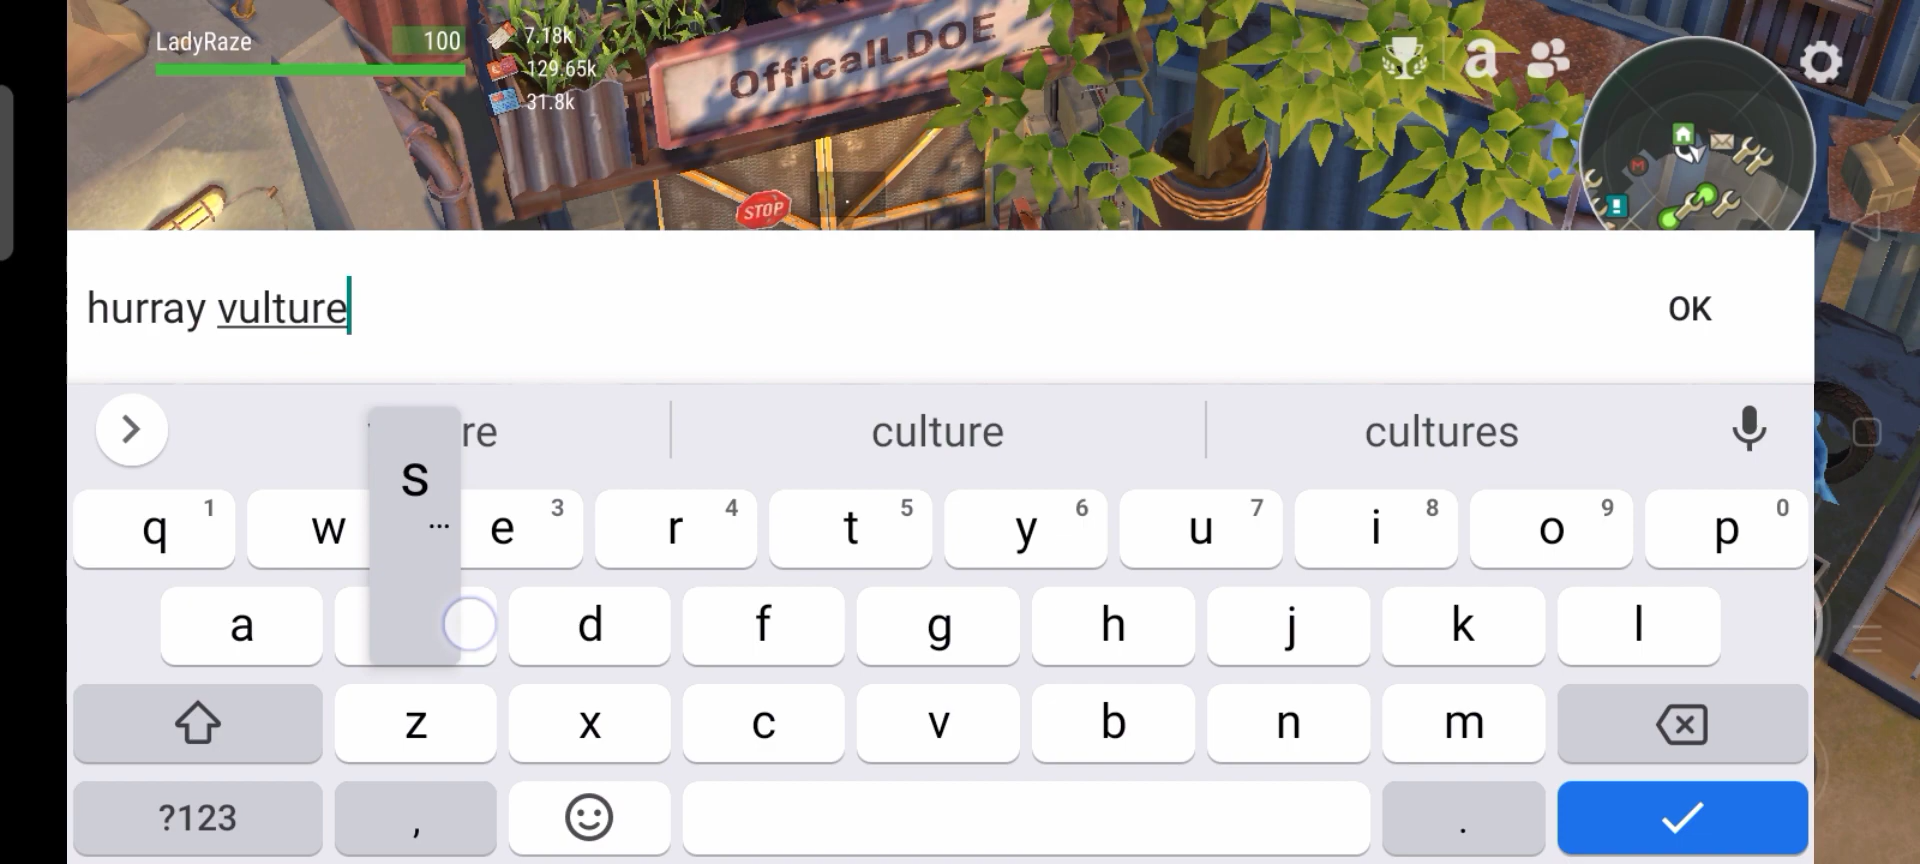 LadyRaze 100
7.18k
129.65k
31.8k
OfficalLDOE
a
STOP
M
!
hurray vulture OK
re culture cultures
s
...
q 1 w e 3 r 4 t 5 y 6 u 7 i 8 o 9 p 0
a d f g h j k l
z x c v b n m
?123 , .